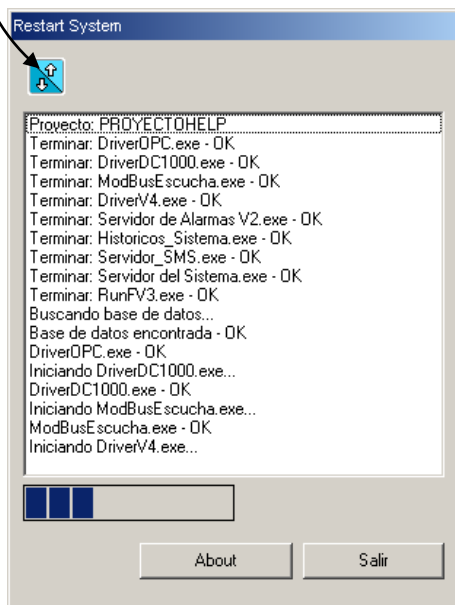 Restart System
Proyecto: PROYECTOHELP
Terminar: DriverOPC.exe - OK
Terminar: DriverDC1000.exe - OK
Terminar: ModBusEscucha.exe - OK
Terminar: DriverV4.exe - OK
Terminar: Servidor de Alarmas V2.exe - OK
Terminar: Historicos_Sistema.exe - OK
Terminar: Servidor_SMS.exe - OK
Terminar: Servidor del Sistema.exe - OK
Terminar: RunFV3.exe - OK
Buscando base de datos...
Base de datos encontrada - OK
DriverOPC.exe - OK
Iniciando DriverDC1000.exe...
DriverDC1000.exe - OK
Iniciando ModBusEscucha.exe...
ModBusEscucha.exe - OK
Iniciando DriverV4.exe...
About
Salir